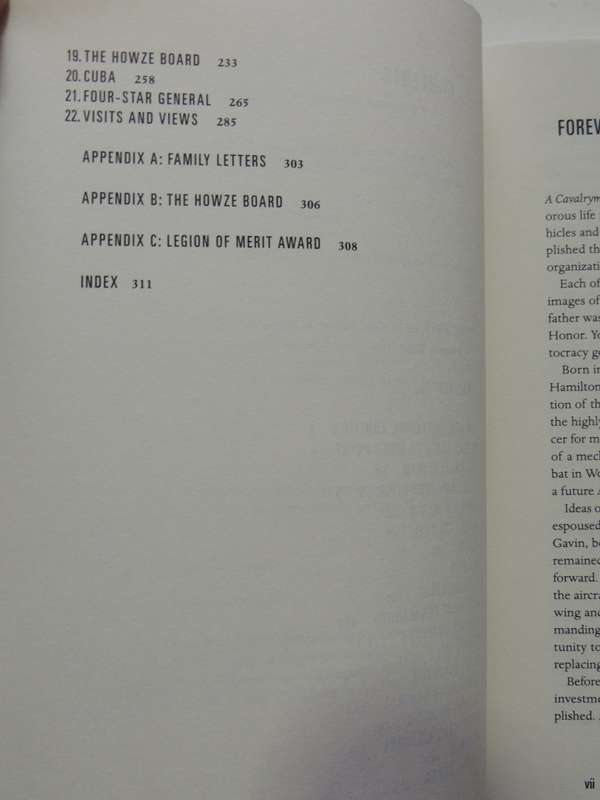 19. THE HOWZE BOARD 233
20. CUBA 258
21. FOUR-STAR GENERAL 265
22. VISITS AND VIEWS 285
APPENDIX A: FAMILY LETTERS 303
APPENDIX B: THE HOWZE BOARD 306
APPENDIX C: LEGION OF MERIT AWARD 308
INDEX 311
FOREW
A Cavalrym
orous life
hicles and
plished th
organizati
Each of
images of
father was
Honor. Yo
tocracy ge
Born in
Hamilton
tion of th
the highly
cer for m
of a mech
bat in Wo
a future
Ideas o
espoused
Gavin, be
remained
forward.
the aircra
wing and
manding
tunity to
replacing
Before
investme
plished.
vii